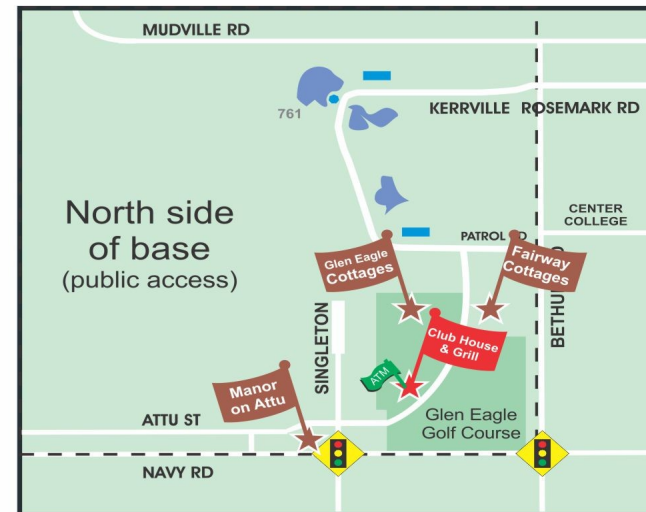 MUDVILLE RD
761
KERRVILLE ROSEMARK RD
North side
of base
(public access)
CENTER
COLLEGE
PATROL
Glen Eagle
Cottages
Fairway
Cottages
SINGLETON
Club House
& Grill
ATM
Manor
on Attu
ATTU ST
Glen Eagle
Golf Course
NAVY RD